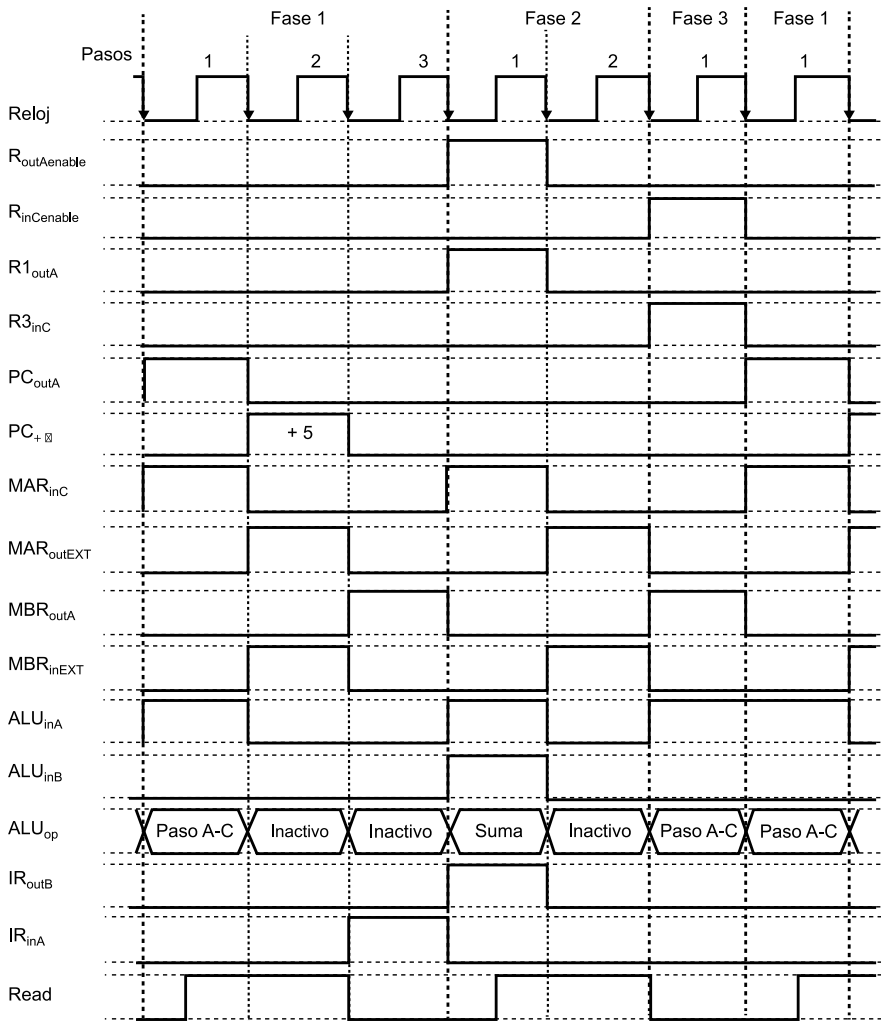 Fase 1 Fase 2 Fase 3 Fase 1
Pasos 1 2 3 1 2 1 1
Reloj
RoutAenable
RinCenable
R1outA
R3inC
PCoutA
PC+ + 5
MARinC
MARoutEXT
MBRoutA
MBRinEXT
ALUinA
ALUinB
ALUop Paso A-C Inactivo Inactivo Suma Inactivo Paso A-C Paso A-C
IRoutB
IRinA
Read